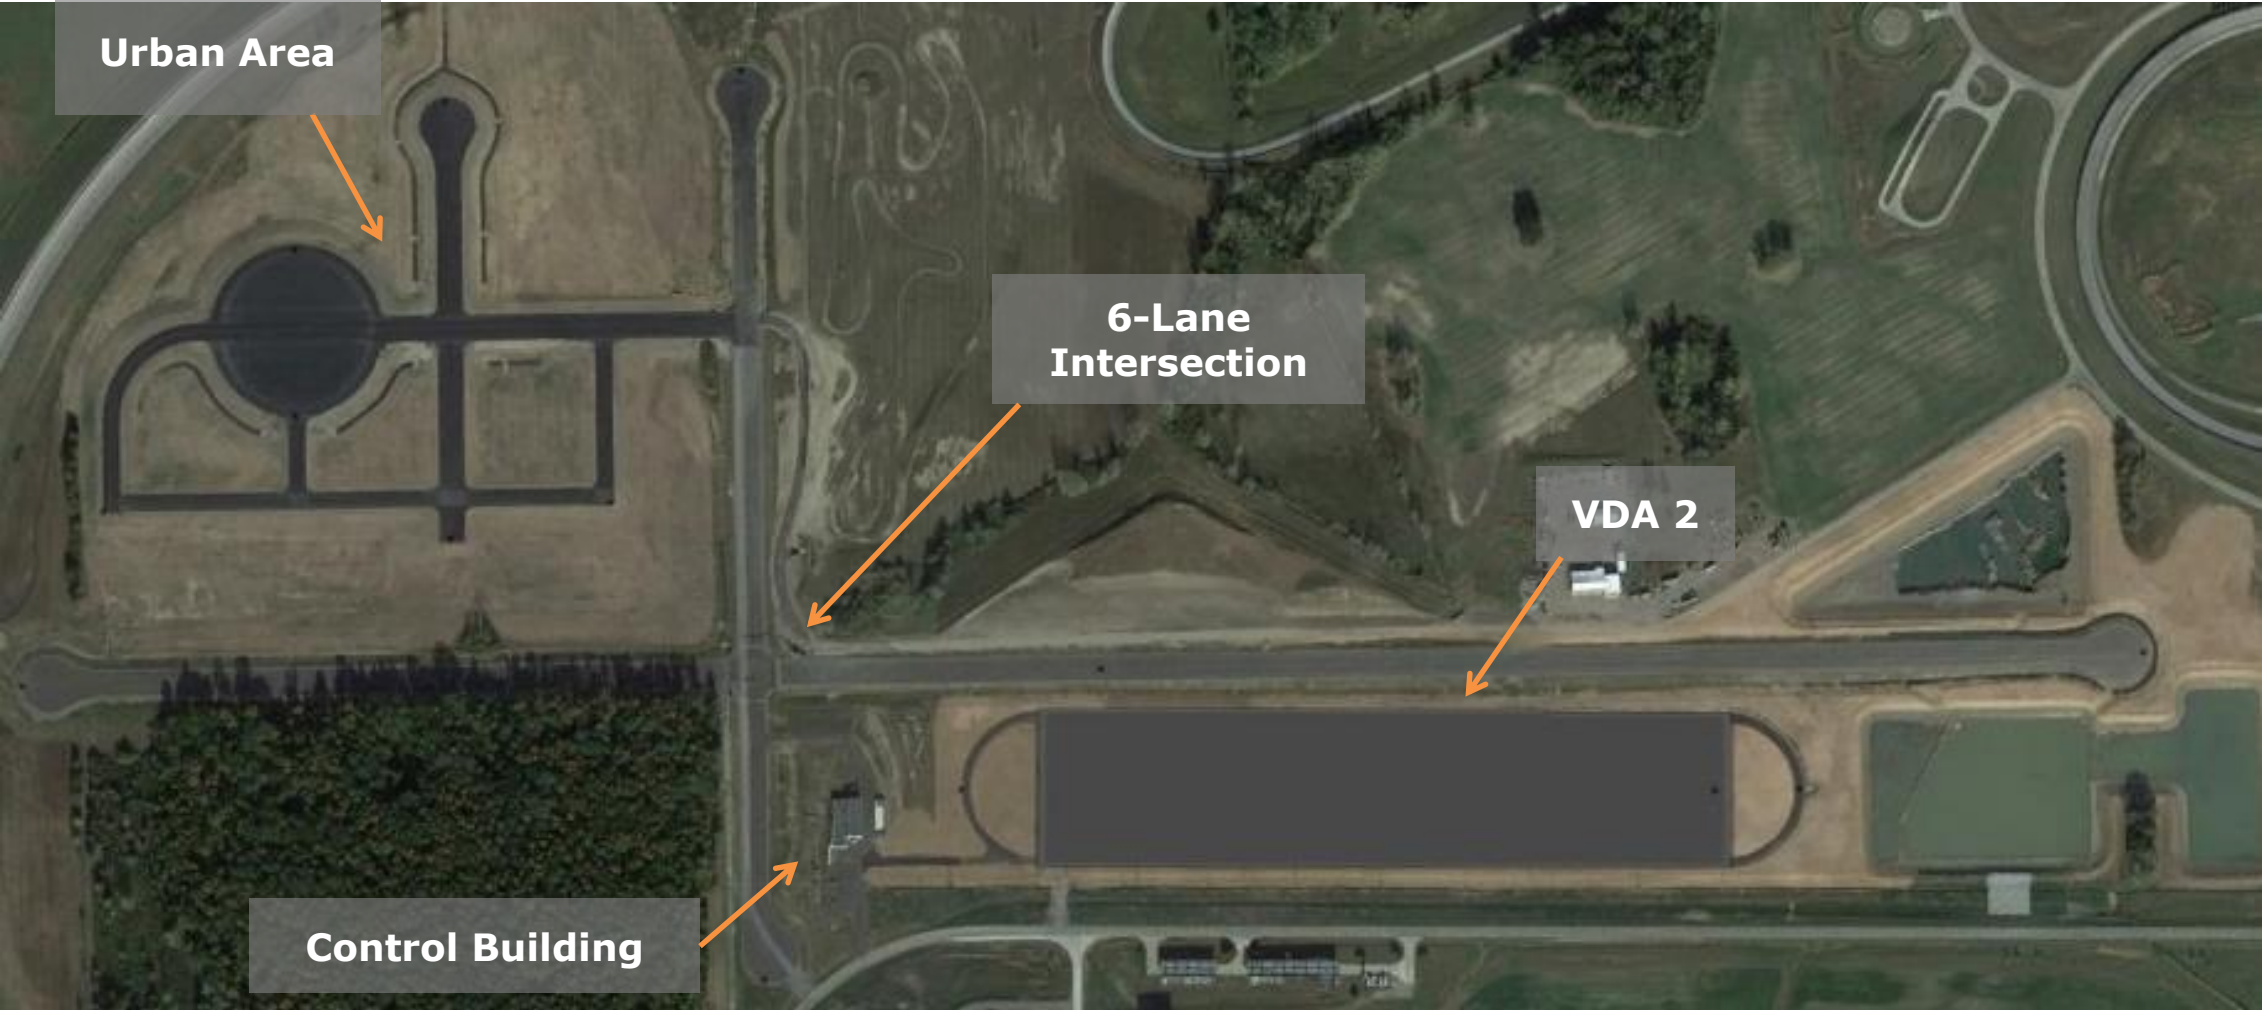 Urban Area
6-Lane
Intersection
VDA 2
Control Building